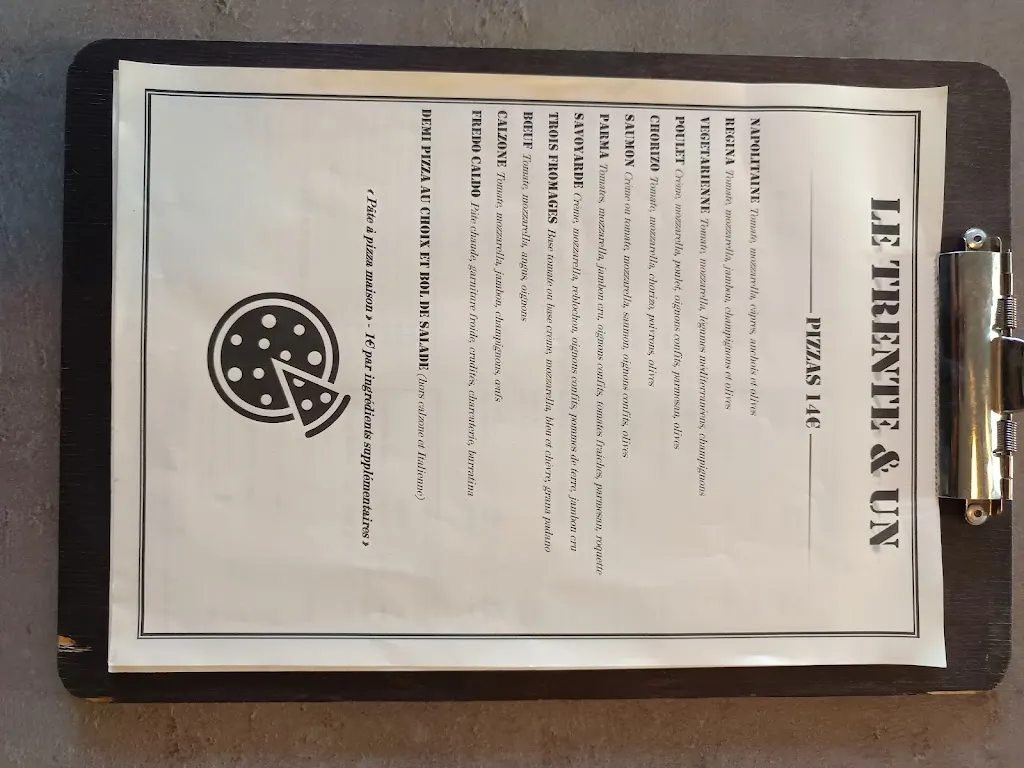 LE TRENTE & UN
PIZZAS 14€
NAPOLITAINE Tomate, mozzarella, câpres, anchois et olives
REGINA Tomate, mozzarella, jambon, champignons et olives
VEGETARIENNE Tomate, mozzarella, légumes méditerranéens, champignons
POULET Crème, mozzarella, poulet, oignons confits, parmesan, olives
CHORIZO Tomate, mozzarella, chorizo, poivrons, olives
SAUMON Crème ou tomate, mozzarella, saumon, oignons confits, olives
PARMA Tomates, mozzarella, jambon cru, oignons confits, tomates fraîches, parmesan, roquette
SAVOYARDE Crème, mozzarella, reblochon, oignons confits, pommes de terre, jambon cru
TROIS FROMAGES Base tomate ou base crème, mozzarella, bleu et chèvre, grana padano
BŒUF Tomate, mozzarella, angus, oignons
CALZONE Tomate, mozzarella, jambon, champignons, œufs
FREDO CALDO Pâte chaude, garniture froide, crudités, charcuterie, burratina
DEMI PIZZA AU CHOIX ET BOL DE SALADE (hors calzone et Italienne)
« Pâte à pizza maison » - 1€ par ingrédients supplémentaires »